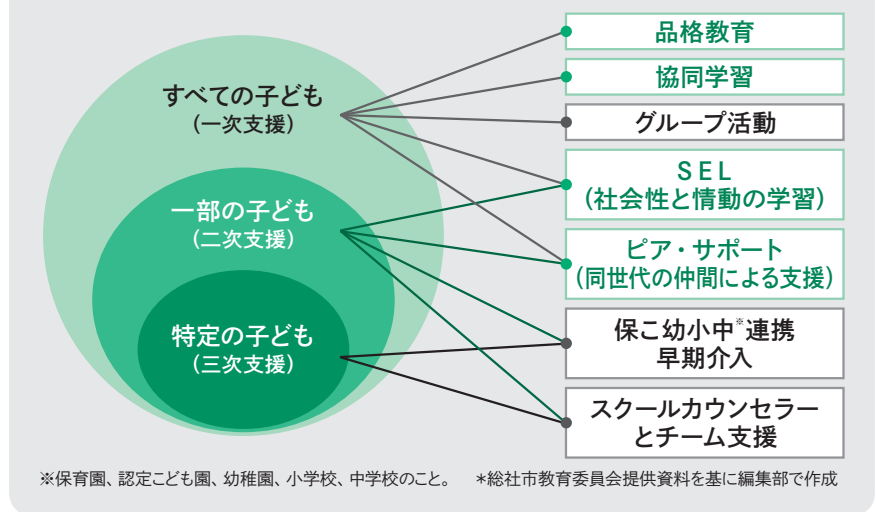 すべての子ども
(一次支援)
一部の子ども
(二次支援)
特定の子ども
(三次支援)
品格教育
協同学習
グループ活動
SEL
(社会性と情動の学習)
ピア・サポート
(同世代の仲間による支援)
保こ幼小中※連携
早期介入
スクールカウンセラー
とチーム支援
※保育園、認定こども園、幼稚園、小学校、中学校のこと。 *総社市教育委員会提供資料を基に編集部で作成